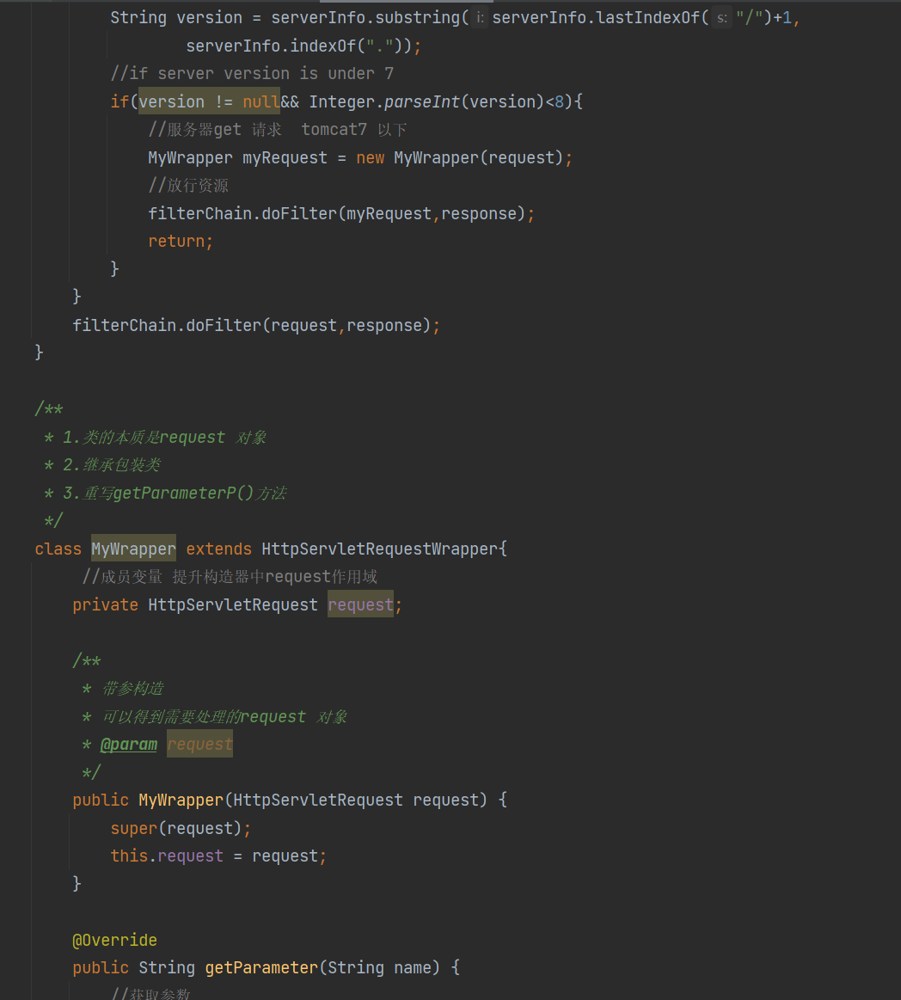 String version = serverInfo.substring( i: serverInfo.lastIndexOf( s: "/")+1,
serverInfo.indexOf("."));
//if server version is under 7
if(version != null&& Integer.parseInt(version)<8){
//服务器get 请求  tomcat7 以下
MyWrapper myRequest = new MyWrapper(request);
//放行资源
filterChain.doFilter(myRequest,response);
return;
}
}
filterChain.doFilter(request,response);
}
/**
* 1.类的本质是request 对象
* 2.继承包装类
* 3.重写getParameterP()方法
*/
class MyWrapper extends HttpServletRequestWrapper{
//成员变量 提升构造器中request作用域
private HttpServletRequest request;
/**
* 带参构造
* 可以得到需要处理的request 对象
* @param request
*/
public MyWrapper(HttpServletRequest request) {
super(request);
this.request = request;
}
@Override
public String getParameter(String name) {
//获取参数